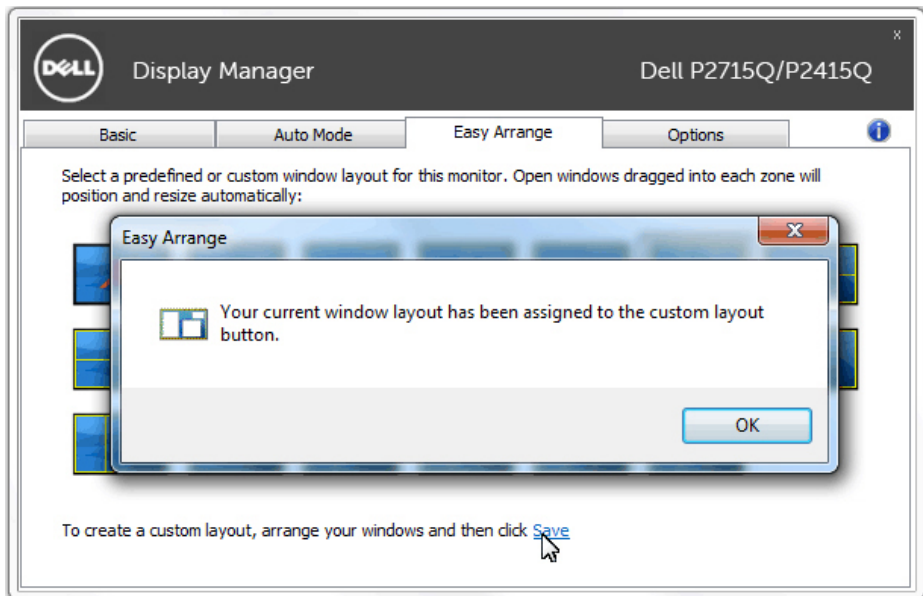 DELL
Display Manager
Dell P2715Q/P2415Q
x
Basic
Auto Mode
Easy Arrange
Options
i
Select a predefined or custom window layout for this monitor. Open windows dragged into each zone will
position and resize automatically:
Easy Arrange
x
Your current window layout has been assigned to the custom layout
button.
OK
To create a custom layout, arrange your windows and then click Save